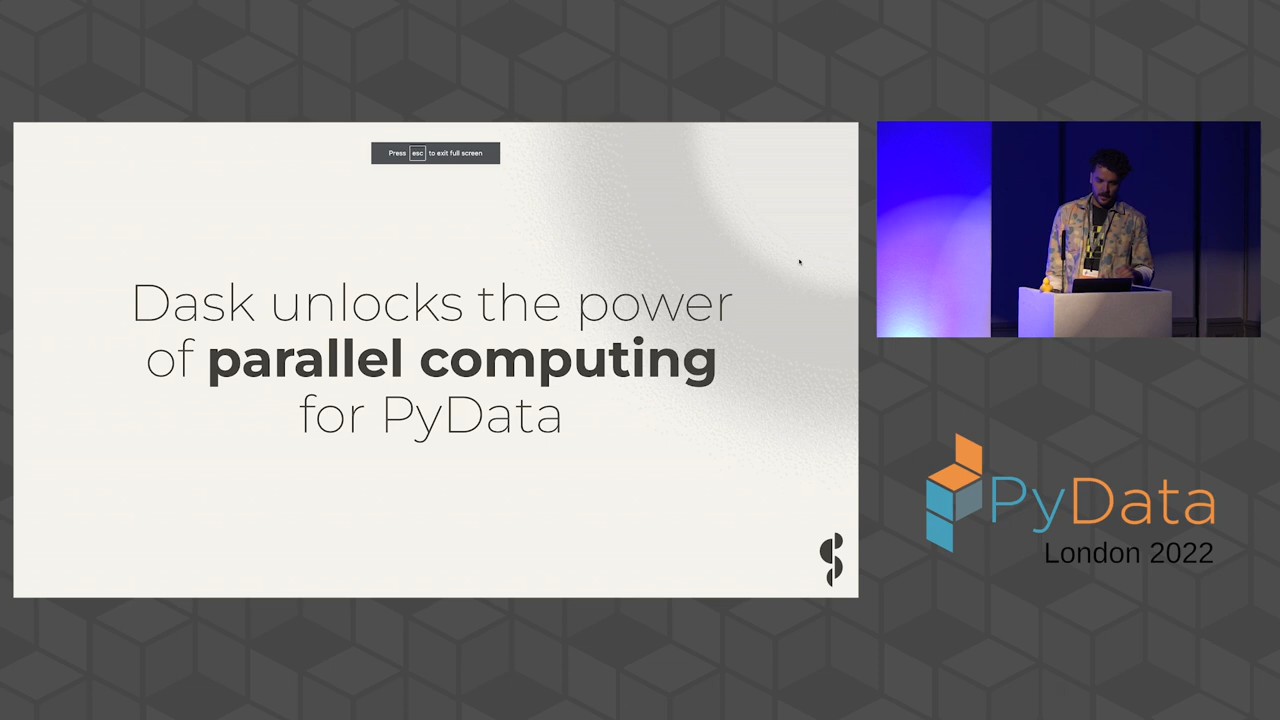 Press esc to exit full screen
Dask unlocks the power
of parallel computing
for PyData
PyData
London 2022